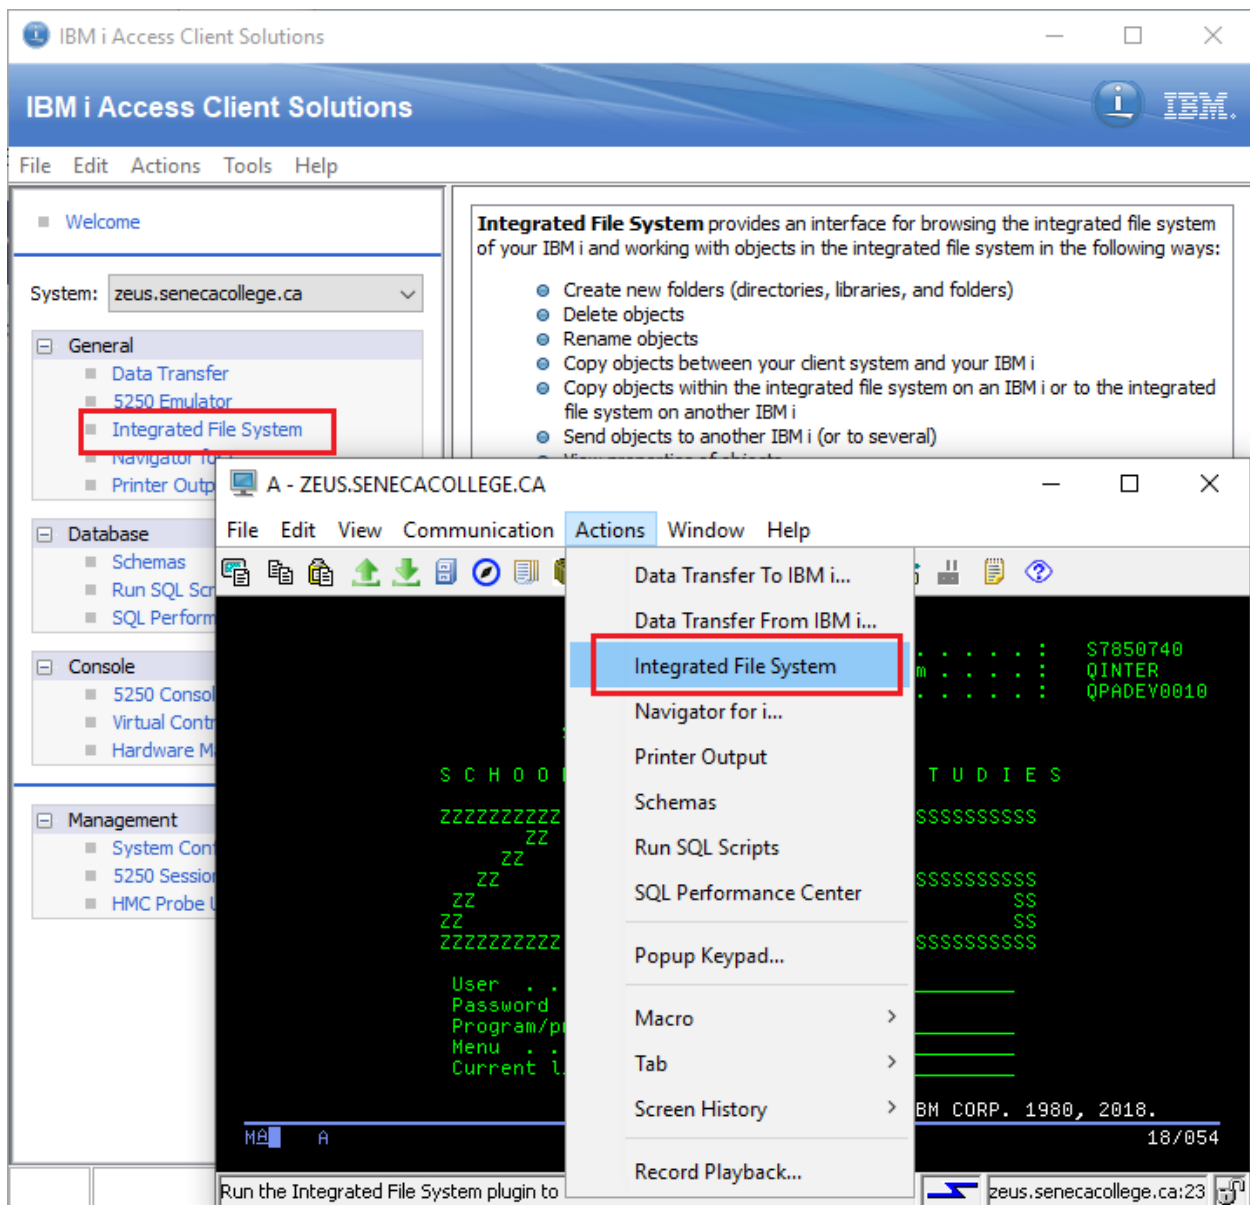 IBM i Access Client Solutions
IBM i Access Client Solutions
IBM.
File Edit Actions Tools Help
Welcome
System: zeus.senecacollege.ca
General
Data Transfer
5250 Emulator
Integrated File System
Navigator for i
Printer Outp
Database
Schemas
Run SQL Scr
SQL Perform
Console
5250 Consol
Virtual Contr
Hardware M
Management
System Conf
5250 Session
HMC Probe U
Integrated File System provides an interface for browsing the integrated file system
of your IBM i and working with objects in the integrated file system in the following ways:
Create new folders (directories, libraries, and folders)
Delete objects
Rename objects
Copy objects between your client system and your IBM i
Copy objects within the integrated file system on an IBM i or to the integrated
file system on another IBM i
Send objects to another IBM i (or to several)
View properties of objects
A - ZEUS.SENECACOLLEGE.CA
File Edit View Communication Actions Window Help
Data Transfer To IBM i...
Data Transfer From IBM i...
Integrated File System
Navigator for i...
Printer Output
Schemas
Run SQL Scripts
SQL Performance Center
Popup Keypad...
Macro
Tab
Screen History
Record Playback...
. . . . . : S7850740
m . . . . : QINTER
. . . . . : QPADEV0010
S C H O O T U D I E S
ZZZZZZZZZZ SSSSSSSSSS
ZZ
ZZ
ZZ SSSSSSSSSS
ZZ SS
ZZ SS
ZZZZZZZZZZ SSSSSSSSSS
User . .
Password
Program/p
Menu . .
Current l
BM CORP. 1980, 2018.
MA A 18/054
Run the Integrated File System plugin to
zeus.senecacollege.ca:23